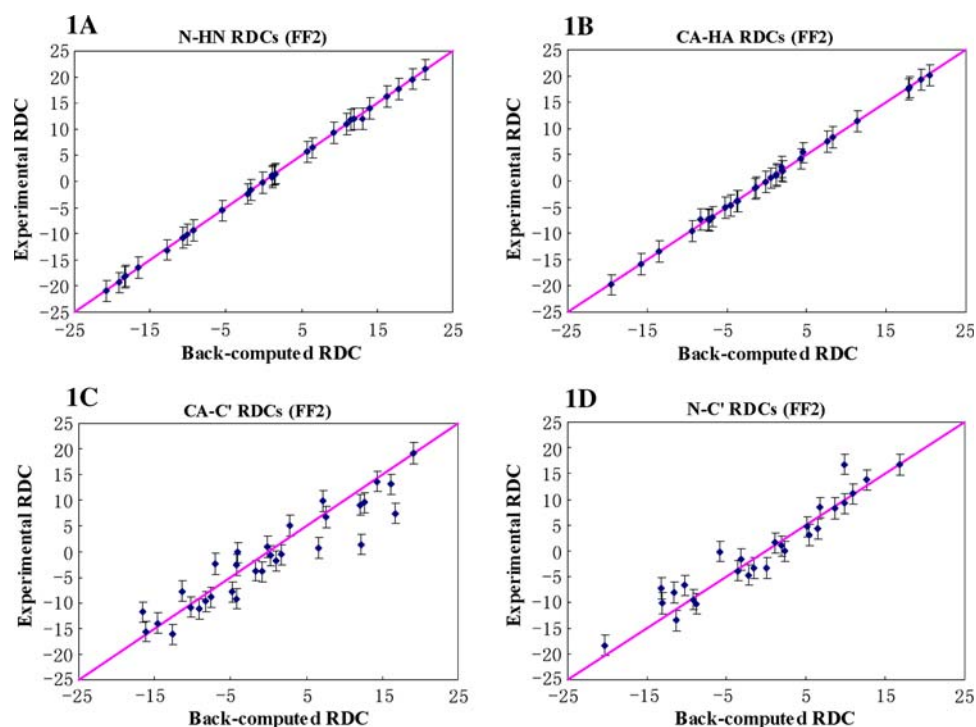 1A
N-HN RDCs (FF2)
Experimental RDC
25
20
15
10
5
0
-5
-10
-15
-20
-25
-25 -15 -5 5 15 25
Back-computed RDC
1B
CA-HA RDCs (FF2)
Experimental RDC
25
20
15
10
5
0
-5
-10
-15
-20
-25
-25 -15 -5 5 15 25
Back-computed RDC
1C
CA-C' RDCs (FF2)
Experimental RDC
25
20
15
10
5
0
-5
-10
-15
-20
-25
-25 -15 -5 5 15 25
Back-computed RDC
1D
N-C' RDCs (FF2)
Experimental RDC
25
20
15
10
5
0
-5
-10
-15
-20
-25
-25 -15 -5 5 15 25
Back-computed RDC